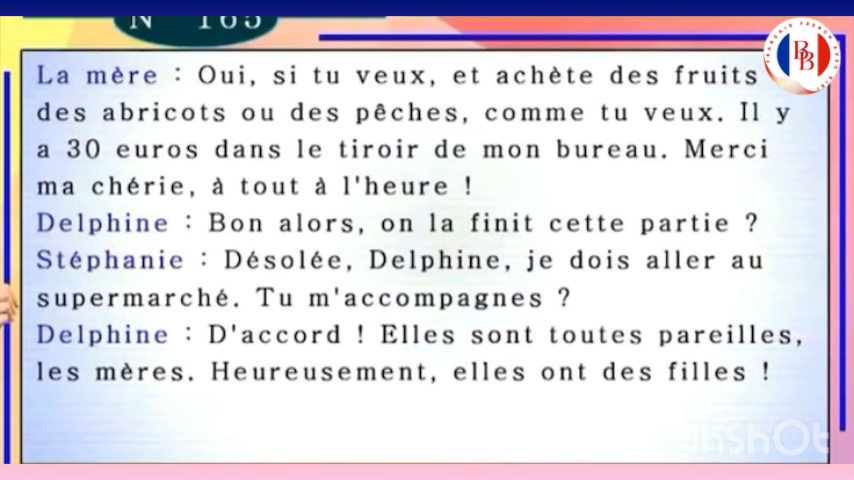 N° 165
La mère : Oui, si tu veux, et achète des fruits
des abricots ou des pêches, comme tu veux. Il y
a 30 euros dans le tiroir de mon bureau. Merci
ma chérie, à tout à l'heure !
Delphine : Bon alors, on la finit cette partie ?
Stéphanie : Désolée, Delphine, je dois aller au
supermarché. Tu m'accompagnes ?
Delphine : D'accord ! Elles sont toutes pareilles,
les mères. Heureusement, elles ont des filles !